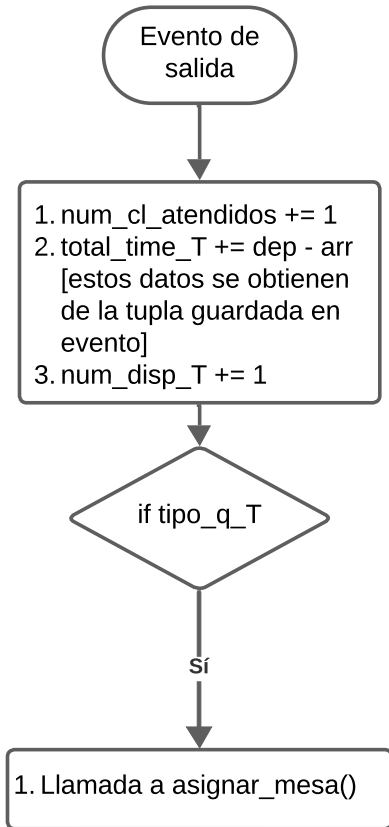 Evento de
salida
1. num_cl_atendidos += 1
2. total_time_T += dep - arr
[estos datos se obtienen
de la tupla guardada en
evento]
3. num_disp_T += 1
if tipo_q_T
Sí
1. Llamada a asignar_mesa()